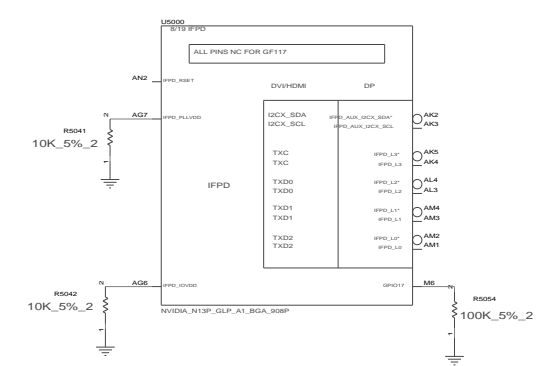 U5000
8/19 IFPD
ALL PINS NC FOR GF117
AN2 IFPD_RSET
DVI/HDMI DP
AG7 IFPD_PLLVDD
2
R5041
10K_5%_2
1
I2CX_SDA IFPD_AUX_I2CX_SDA* AK2
I2CX_SCL IFPD_AUX_I2CX_SCL AK3
TXC IFPD_L3* AK5
TXC IFPD_L3 AK4
IFPD
TXD0 IFPD_L2* AL4
TXD0 IFPD_L2 AL3
TXD1 IFPD_L1* AM4
TXD1 IFPD_L1 AM3
TXD2 IFPD_L0* AM2
TXD2 IFPD_L0 AM1
AG6 IFPD_IOVDD
GPIO17 M6
2
R5042
10K_5%_2
1
2
R5054
100K_5%_2
1
NVIDIA_N13P_GLP_A1_BGA_908P